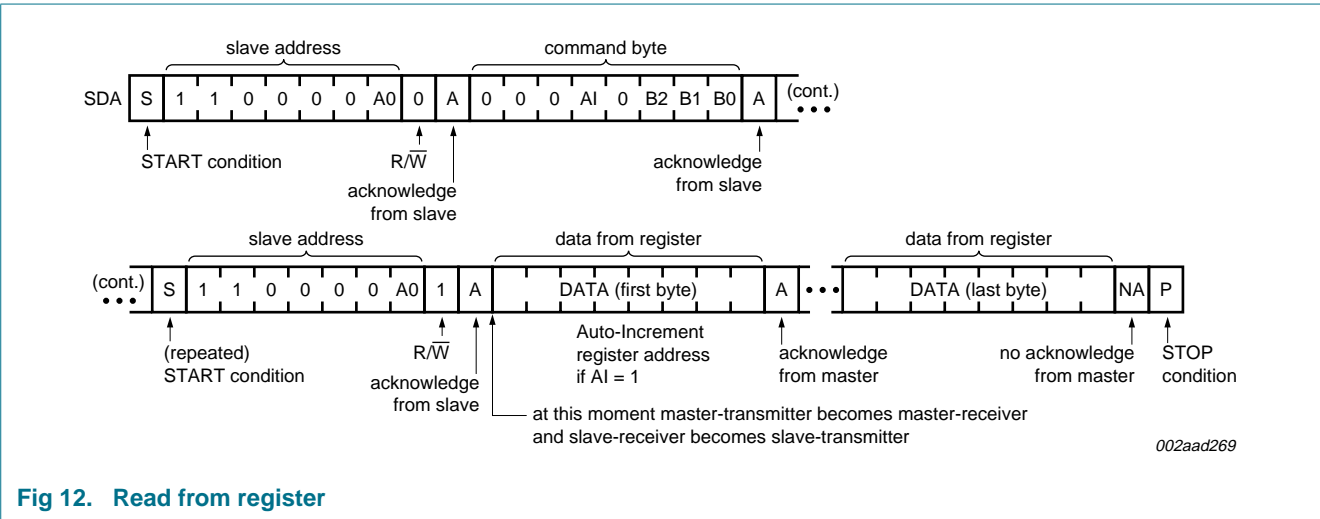 slave address command byte
SDA S 1 1 0 0 0 0 A0 0 A 0 0 0 AI 0 B2 B1 B0 A (cont.)
START condition R/W̅ acknowledge
acknowledge from slave
from slave
slave address data from register data from register
(cont.) S 1 1 0 0 0 0 A0 1 A DATA (first byte) A DATA (last byte) NA P
(repeated) R/W̅ Auto-Increment acknowledge no acknowledge STOP
START condition register address from master from master condition
acknowledge if AI = 1
from slave
at this moment master-transmitter becomes master-receiver
and slave-receiver becomes slave-transmitter
002aad269
Fig 12. Read from register